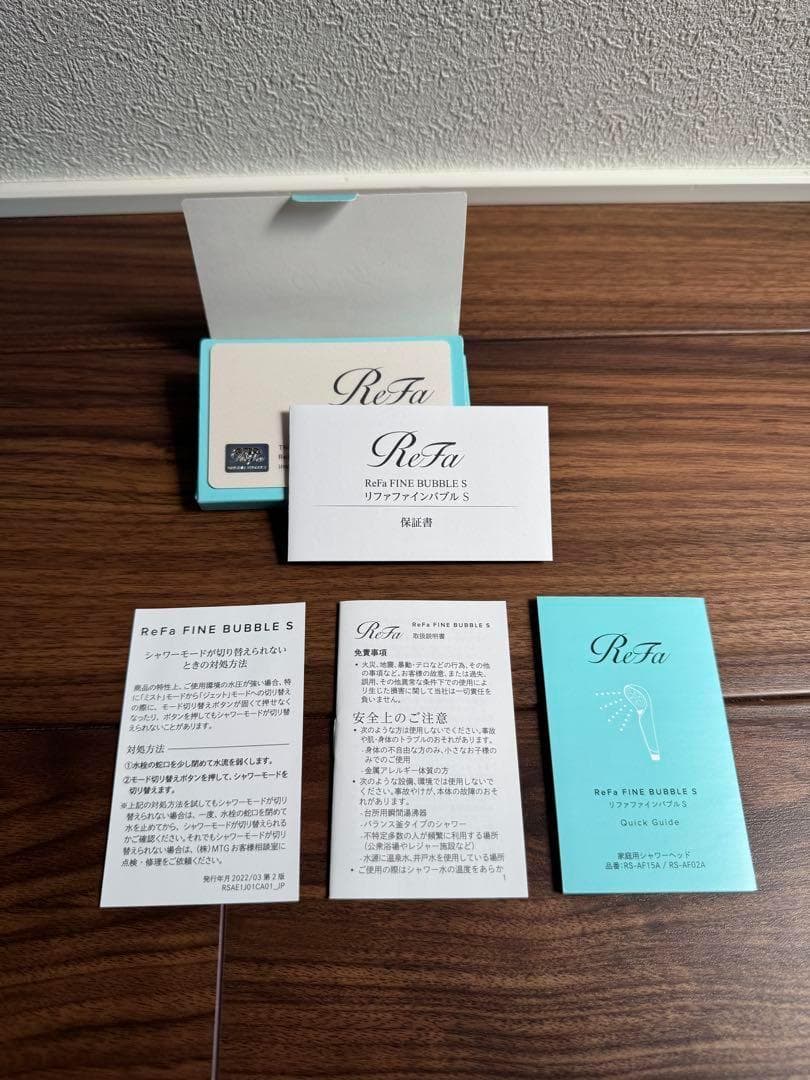 ReFa
ReFa
ReFa FINE BUBBLE S
リファファインバブル S
保証書
ReFa FINE BUBBLE S
シャワーモードが切り替えられない
ときの対処方法
商品の特性上、ご使用環境の水圧が強い場合、特
に「ミスト」モードから「ジェット」モードへの切り替え
の際に、モード切り替えボタンが固くて押せなく
なったり、ボタンを押してもシャワーモードが切り替
えられないことがあります。
対処方法
①水栓の蛇口を少し閉めて水流を弱くします。
②モード切り替えボタンを押して、シャワーモードを
切り替えます。
※上記の対処方法を試してもシャワーモードが切り
替えられない場合は、一度、水栓の蛇口を閉めて
水を止めてから、シャワーモードが切り替えられる
かご確認ください。それでもシャワーモードが切り
替えられない場合は、(株)MTGお客様相談室に
点検・修理をご依頼ください。
発行年月 2022/03 第2版
RSAE1J01CA01_JP
ReFa
ReFa FINE BUBBLE S
取扱説明書
免責事項
• 火災、地震、暴動・テロなどの行為、その他
の事項など、お客様の故意、または過失、
誤用、その他異常な条件下での使用によ
り生じた損害に関して当社は一切責任を
負いません。
安全上のご注意
• 次のような方は使用しないでください。事故
や肌・身体のトラブルのおそれがあります。
-身体の不自由な方のみ、小さなお子様の
みでのご使用
-金属アレルギー体質の方
• 次のような設備、環境では使用しないで
ください。事故やけが、本体の故障のおそ
れがあります。
-台所用瞬間湯沸器
-バランス釜タイプのシャワー
-不特定多数の人が頻繁に利用する場所
(公衆浴場やレジャー施設など)
-水源に温泉水、井戸水を使用している場所
• ご使用の際はシャワー水の温度をあらか
1
ReFa
ReFa FINE BUBBLE S
リファファインバブル S
Quick Guide
家庭用シャワーヘッド
品番:RS-AF15A / RS-AF02A